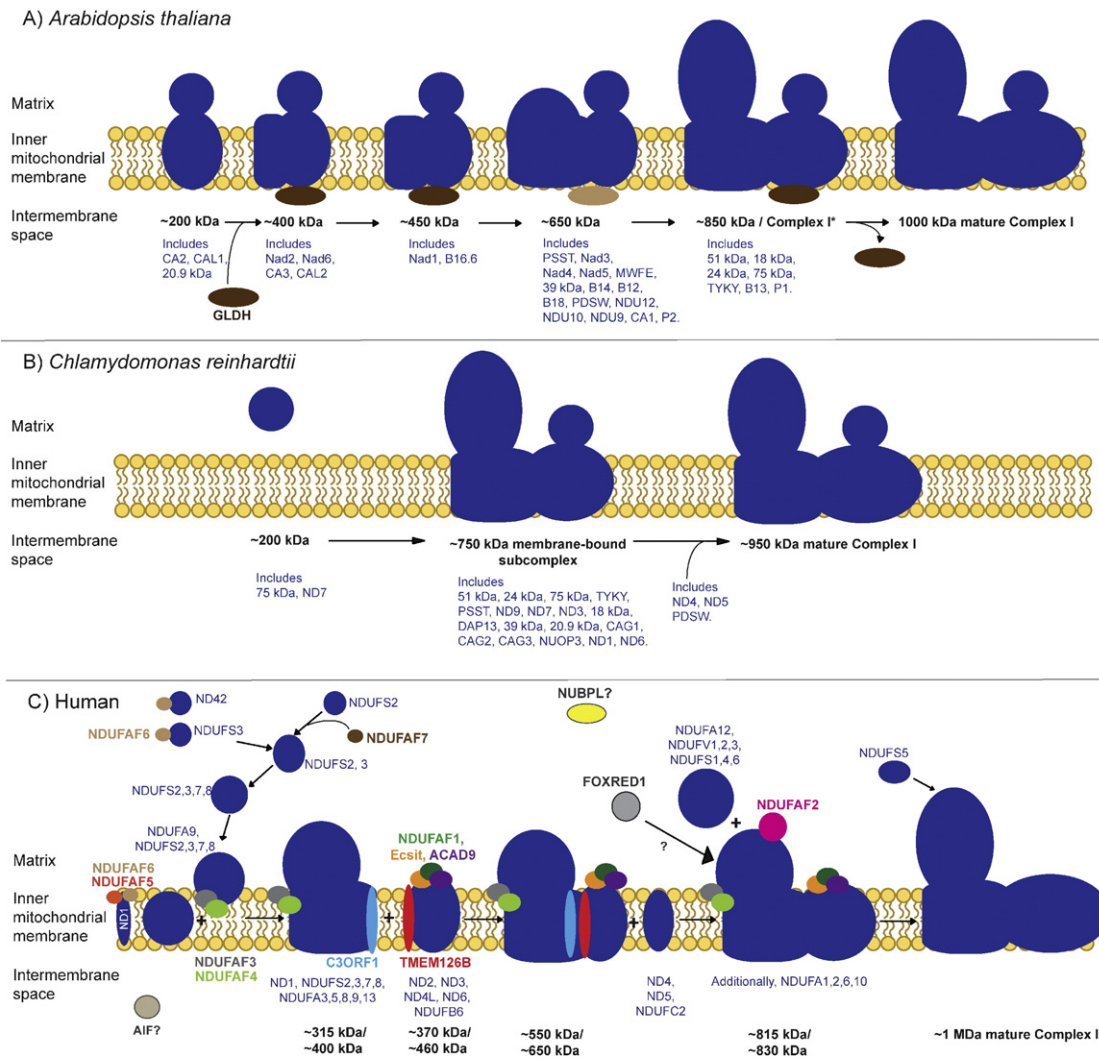 A) Arabidopsis thaliana
Matrix
Inner
mitochondrial
membrane
Intermembrane
space
~200 kDa
Includes
CA2, CAL1,
20.9 kDa
GLDH
~400 kDa
Includes
Nad2, Nad6,
CA3, CAL2
~450 kDa
Includes
Nad1, B16.6
~650 kDa
Includes
PSST, Nad3,
Nad4, Nad5, MWFE,
39 kDa, B14, B12,
B18, PDSW, NDU12,
NDU10, NDU9, CA1, P2.
~850 kDa / Complex I*
Includes
51 kDa, 18 kDa,
24 kDa, 75 kDa,
TYKY, B13, P1.
1000 kDa mature Complex I
B) Chlamydomonas reinhardtii
Matrix
Inner
mitochondrial
membrane
Intermembrane
space
~200 kDa
Includes
75 kDa, ND7
~750 kDa membrane-bound
subcomplex
Includes
51 kDa, 24 kDa, 75 kDa, TYKY,
PSST, ND9, ND7, ND3, 18 kDa,
DAP13, 39 kDa, 20.9 kDa, CAG1,
CAG2, CAG3, NUOP3, ND1, ND6.
Includes
ND4, ND5
PDSW.
~950 kDa mature Complex I
C) Human
ND42
NDUFAF6
NDUFS3
NDUFS2
NDUFAF7
NDUFS2, 3
NDUFS2,3,7,8
NDUFA9,
NDUFS2,3,7,8
NUBPL?
FOXRED1
?
NDUFA12,
NDUFV1,2,3,
NDUFS1,4,6
+
NDUFAF2
NDUFS5
Matrix
Inner
mitochondrial
membrane
Intermembrane
space
NDUFAF6
NDUFAF5
ND1
+
NDUFAF3
NDUFAF4
AIF?
C3ORF1
ND1, NDUFS2,3,7,8,
NDUFA3,5,8,9,13
~315 kDa/
~400 kDa
+
NDUFAF1,
Ecsit, ACAD9
TMEM126B
ND2, ND3,
ND4L, ND6,
NDUFB6
~370 kDa/
~460 kDa
~550 kDa/
~650 kDa
+
ND4,
ND5,
NDUFC2
Additionally, NDUFA1,2,6,10
~815 kDa/
~830 kDa
~1 MDa mature Complex I